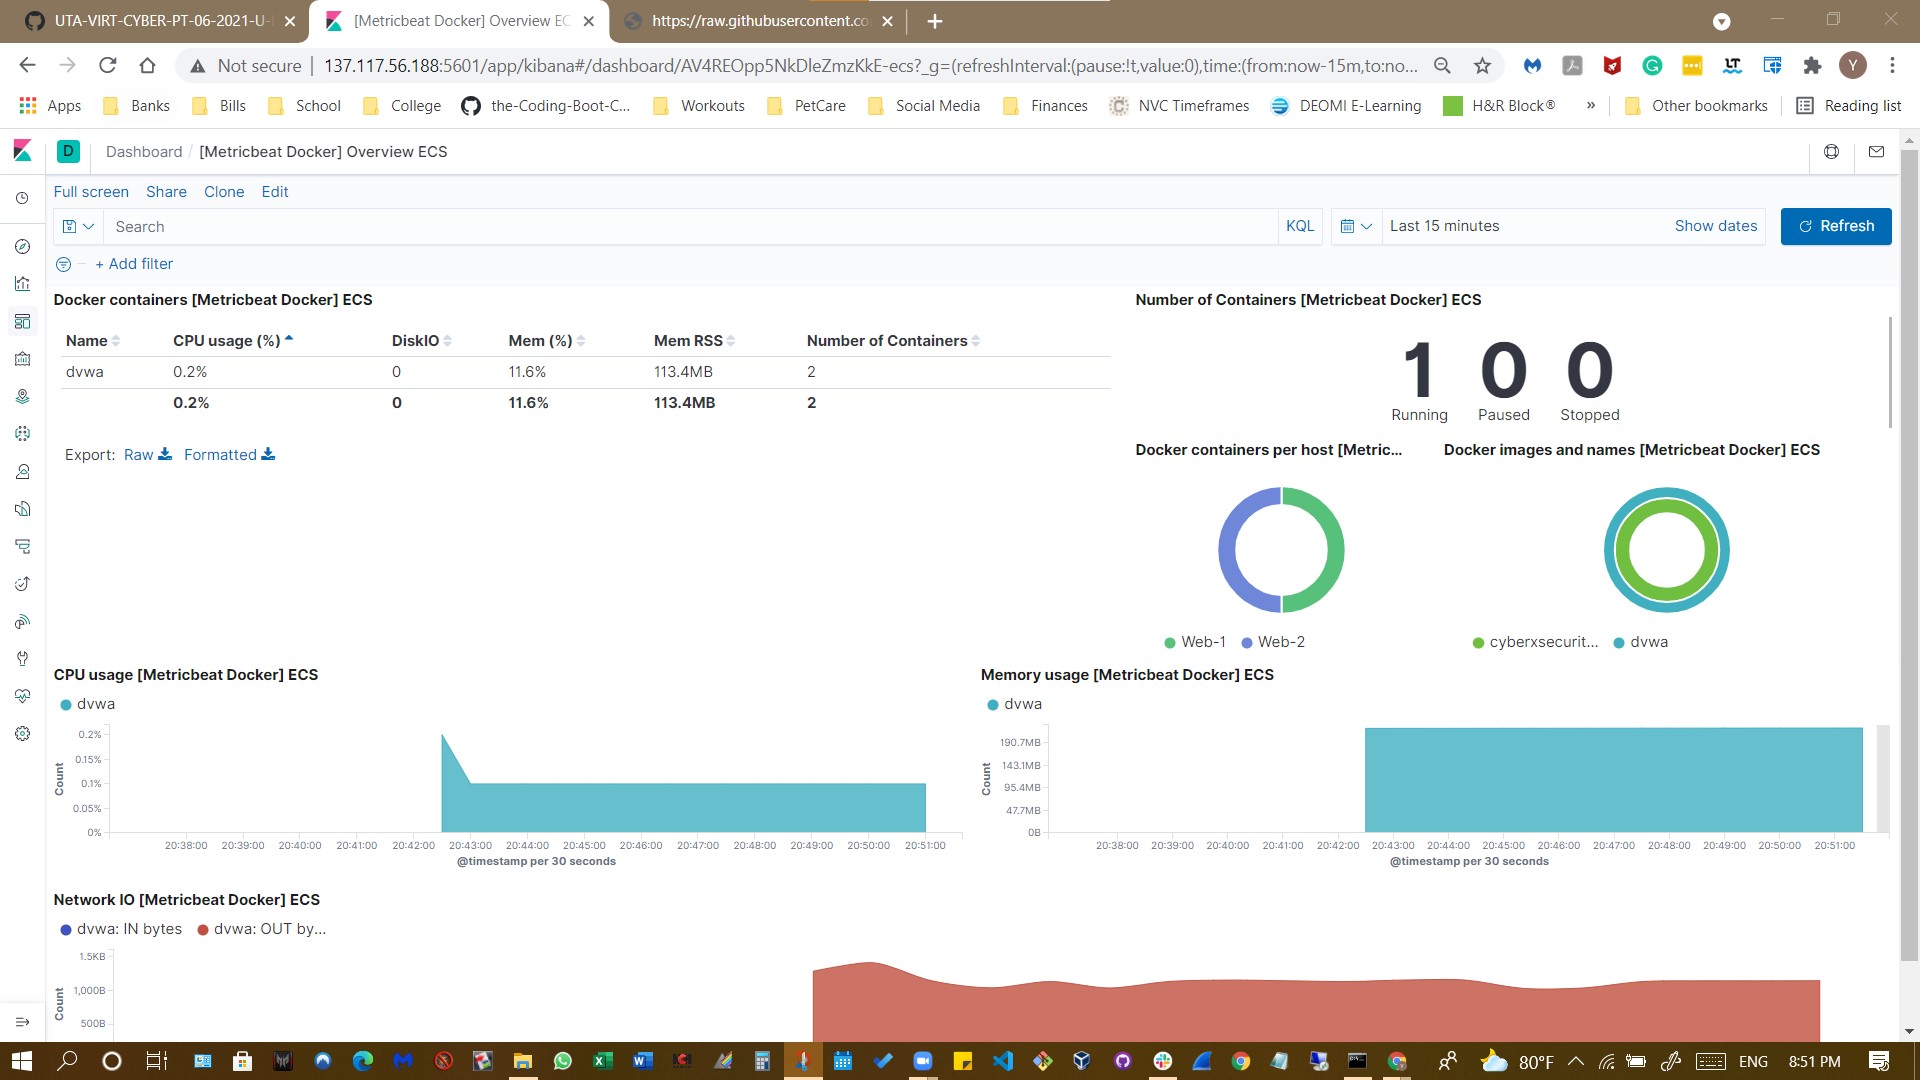 UTA-VIRT-CYBER-PT-06-2021-U-
[Metricbeat Docker] Overview EC
https://raw.githubusercontent.co
Not secure
137.117.56.188:5601/app/kibana#/dashboard/AV4REOpp5NkDleZmzKkE-ecs?_g=(refreshInterval:(pause:!t,value:0),time:(from:now-15m,to:no...
Y
Apps
Banks
Bills
School
College
the-Coding-Boot-C...
Workouts
PetCare
Social Media
Finances
NVC Timeframes
DEOMI E-Learning
H&R Block®
»
Other bookmarks
Reading list
D
Dashboard / [Metricbeat Docker] Overview ECS
Full screen Share Clone Edit
Search
KQL
Last 15 minutes
Show dates
Refresh
+ Add filter
Docker containers [Metricbeat Docker] ECS
Name CPU usage (%) DiskIO Mem (%) Mem RSS Number of Containers
dvwa 0.2% 0 11.6% 113.4MB 2
0.2% 0 11.6% 113.4MB 2
Export: Raw Formatted
Number of Containers [Metricbeat Docker] ECS
1 0 0
Running Paused Stopped
Docker containers per host [Metric...
Web-1 Web-2
Docker images and names [Metricbeat Docker] ECS
cyberxsecurit... dvwa
CPU usage [Metricbeat Docker] ECS
dvwa
0.2%
0.15%
0.1%
0.05%
0%
Count
20:38:00 20:39:00 20:40:00 20:41:00 20:42:00 20:43:00 20:44:00 20:45:00 20:46:00 20:47:00 20:48:00 20:49:00 20:50:00 20:51:00
@timestamp per 30 seconds
Memory usage [Metricbeat Docker] ECS
dvwa
190.7MB
143.1MB
95.4MB
47.7MB
0B
Count
20:38:00 20:39:00 20:40:00 20:41:00 20:42:00 20:43:00 20:44:00 20:45:00 20:46:00 20:47:00 20:48:00 20:49:00 20:50:00 20:51:00
@timestamp per 30 seconds
Network IO [Metricbeat Docker] ECS
dvwa: IN bytes dvwa: OUT by...
1.5KB
1,000B
500B
Count
80°F
ENG
8:51 PM